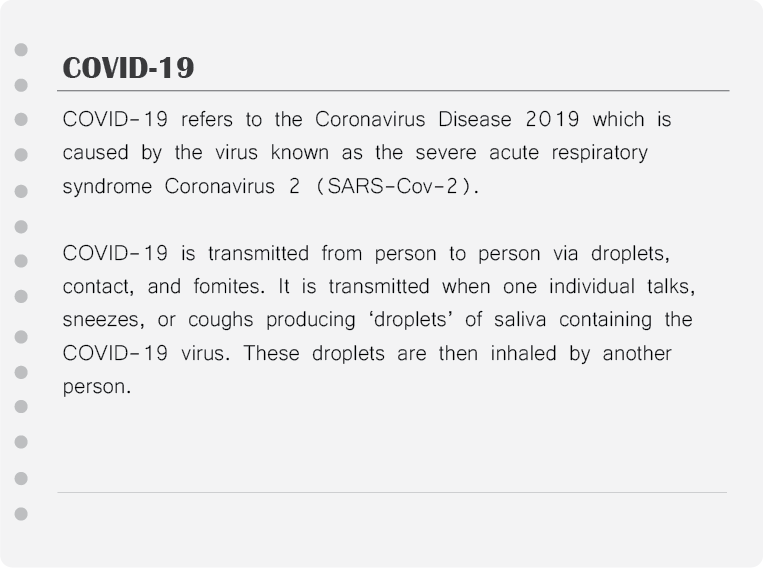 COVID-19
COVID-19 refers to the Coronavirus Disease 2019 which is
caused by the virus known as the severe acute respiratory
syndrome Coronavirus 2 (SARS-Cov-2).
COVID-19 is transmitted from person to person via droplets,
contact, and fomites. It is transmitted when one individual talks,
sneezes, or coughs producing ‘droplets’ of saliva containing the
COVID-19 virus. These droplets are then inhaled by another
person.